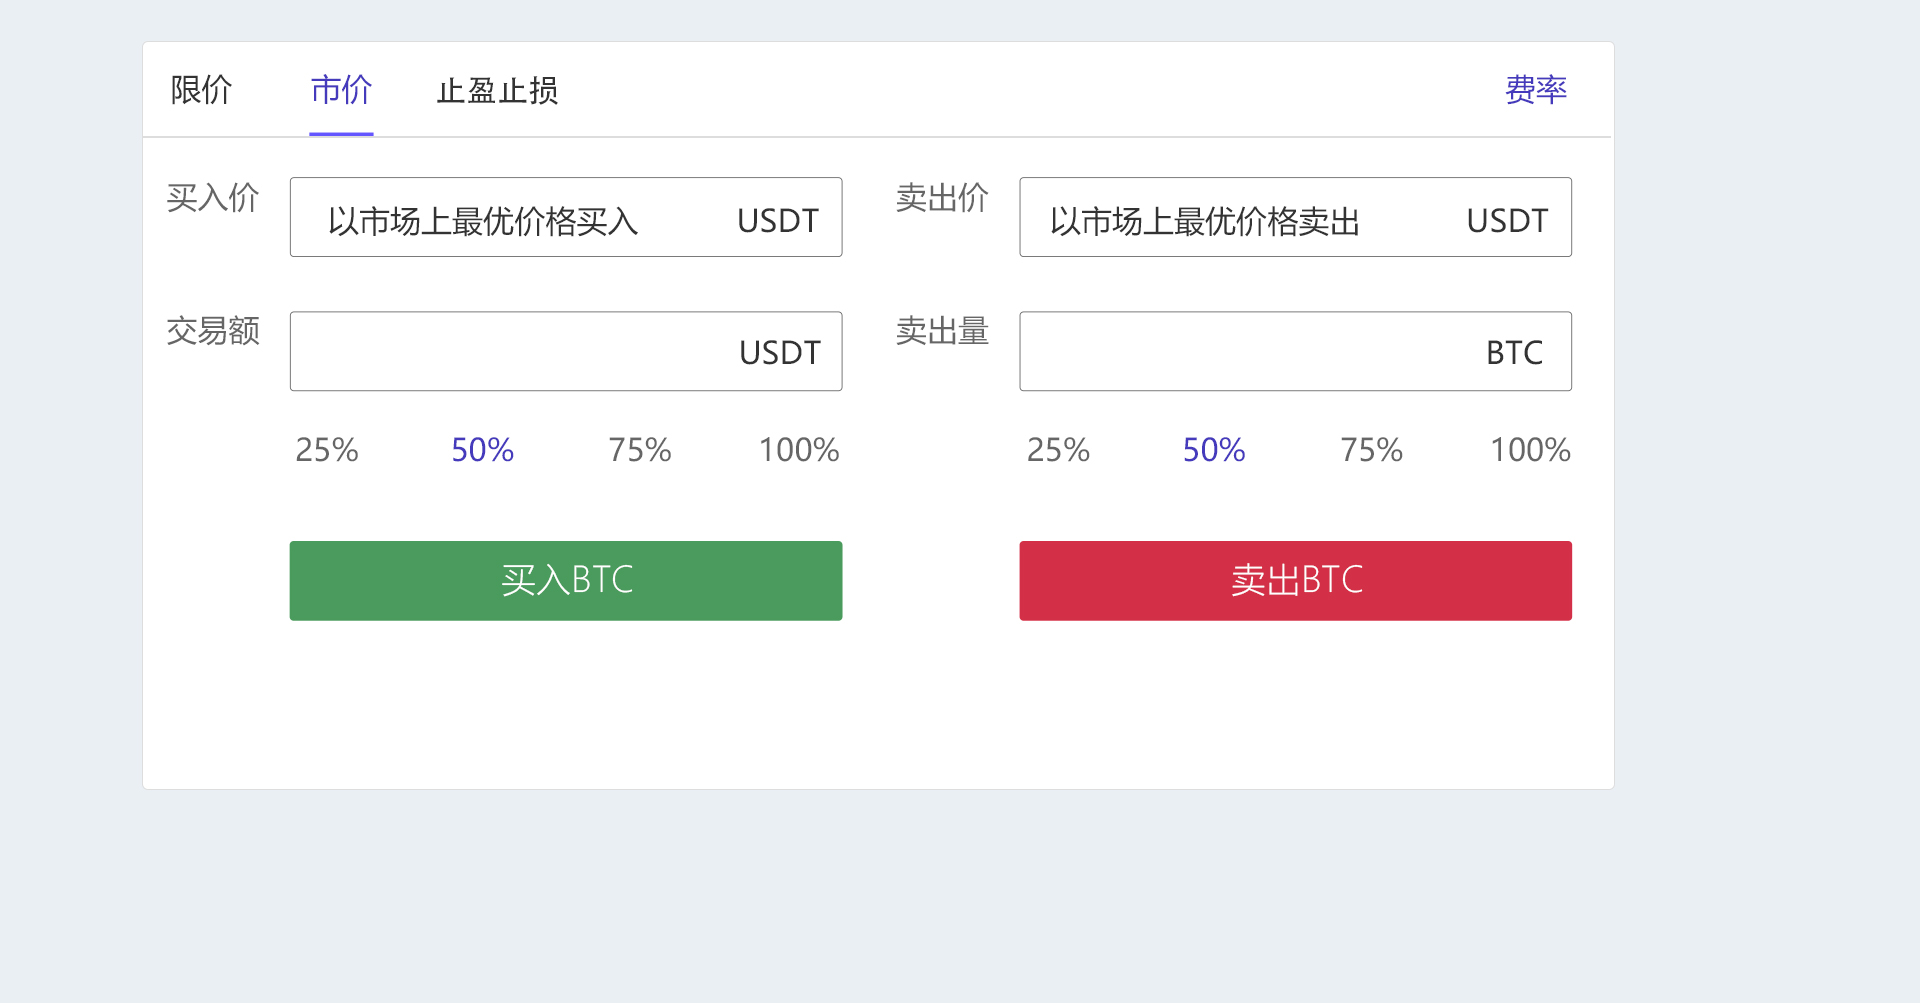 限价 市价 止盈止损 费率
买入价 以市场上最优价格买入 USDT 卖出价 以市场上最优价格卖出 USDT
交易额 USDT 卖出量 BTC
25% 50% 75% 100% 25% 50% 75% 100%
买入BTC 卖出BTC